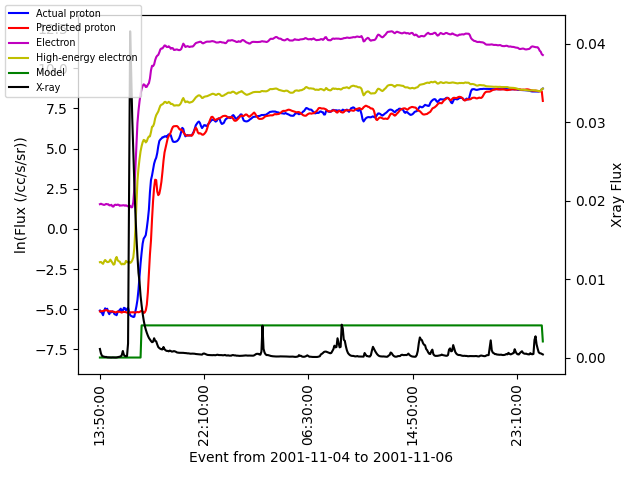 Actual proton
Predicted proton
Electron
High-energy electron
Model
X-ray
12.5
10.0
7.5
5.0
2.5
0.0
−2.5
−5.0
−7.5
ln(Flux (/cc/s/sr))
0.04
0.03
0.02
0.01
0.00
Xray Flux
13:50:00
22:10:00
06:30:00
14:50:00
23:10:00
Event from 2001-11-04 to 2001-11-06